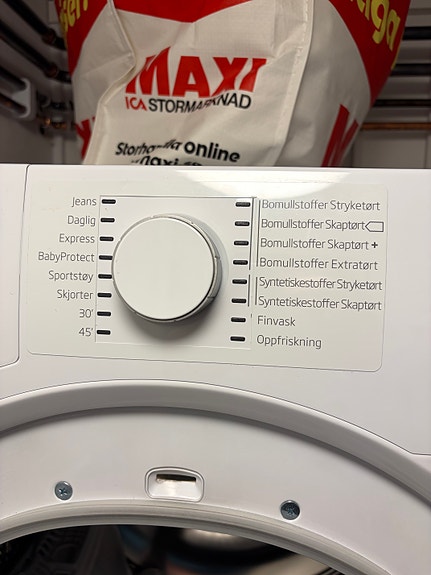 MAXI
ICA STORMARKNAD
online
Jeans
Daglig
Express
BabyProtect
Sportstøy
Skjorter
30'
45'
Bomullstoffer Stryketørt
Bomullstoffer Skaptørt
Bomullstoffer Skaptørt +
Bomullstoffer Extratørt
Syntetiskestoffer Stryketørt
Syntetiskestoffer Skaptørt
Finvask
Oppfriskning